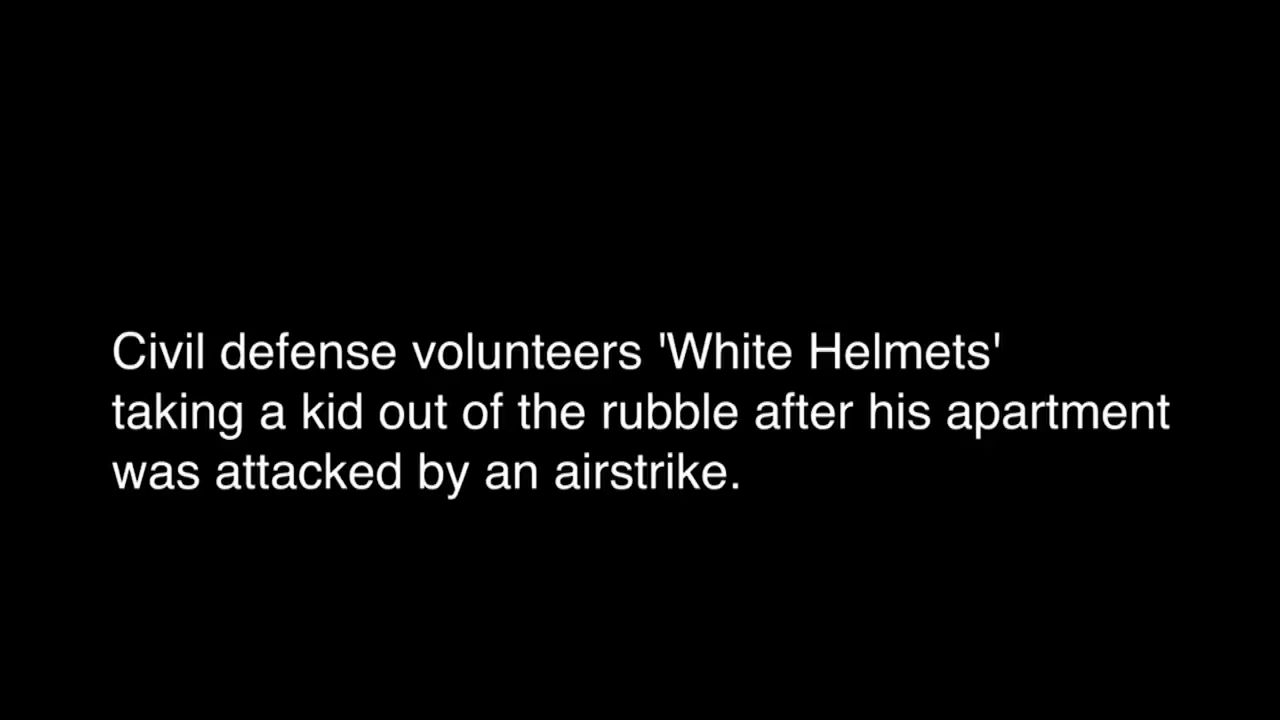 Civil defense volunteers 'White Helmets'
taking a kid out of the rubble after his apartment
was attacked by an airstrike.